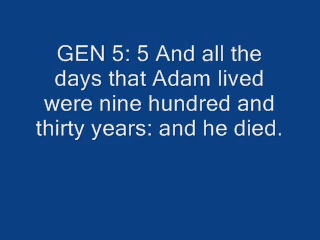 GEN 5: 5 And all the
days that Adam lived
were nine hundred and
thirty years: and he died.